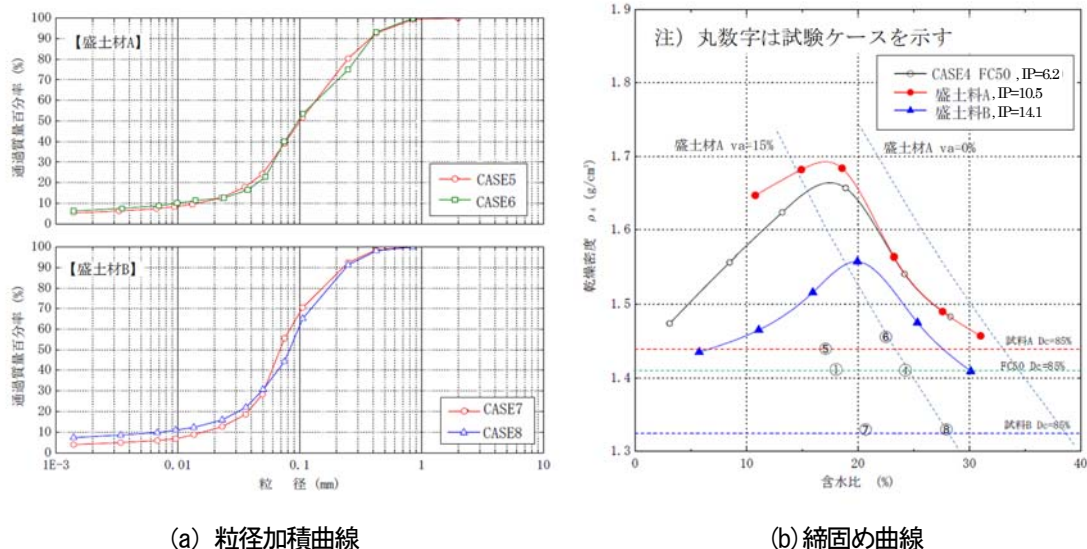 【盛土材A】
通過質量百分率 (%)
100
90
80
70
60
50
40
30
20
10
0
CASE5
CASE6
【盛土材B】
通過質量百分率 (%)
100
90
80
70
60
50
40
30
20
10
0
CASE7
CASE8
1E-3
0.01
0.1
1
10
粒 径 (mm)
(a) 粒径加積曲線
注）丸数字は試験ケースを示す
CASE4 FC50 , IP=6.2
盛土料A, IP=10.5
盛土料B, IP=14.1
盛土材A va=15%
盛土材A va=0%
乾燥密度 ρd (g/cm³)
1.9
1.8
1.7
1.6
1.5
1.4
1.3
⑥
⑤
試料A Dc=85%
①
④
FC50 Dc=85%
⑦
⑧
試料B Dc=85%
0
10
20
30
40
含水比 (%)
(b) 締固め曲線